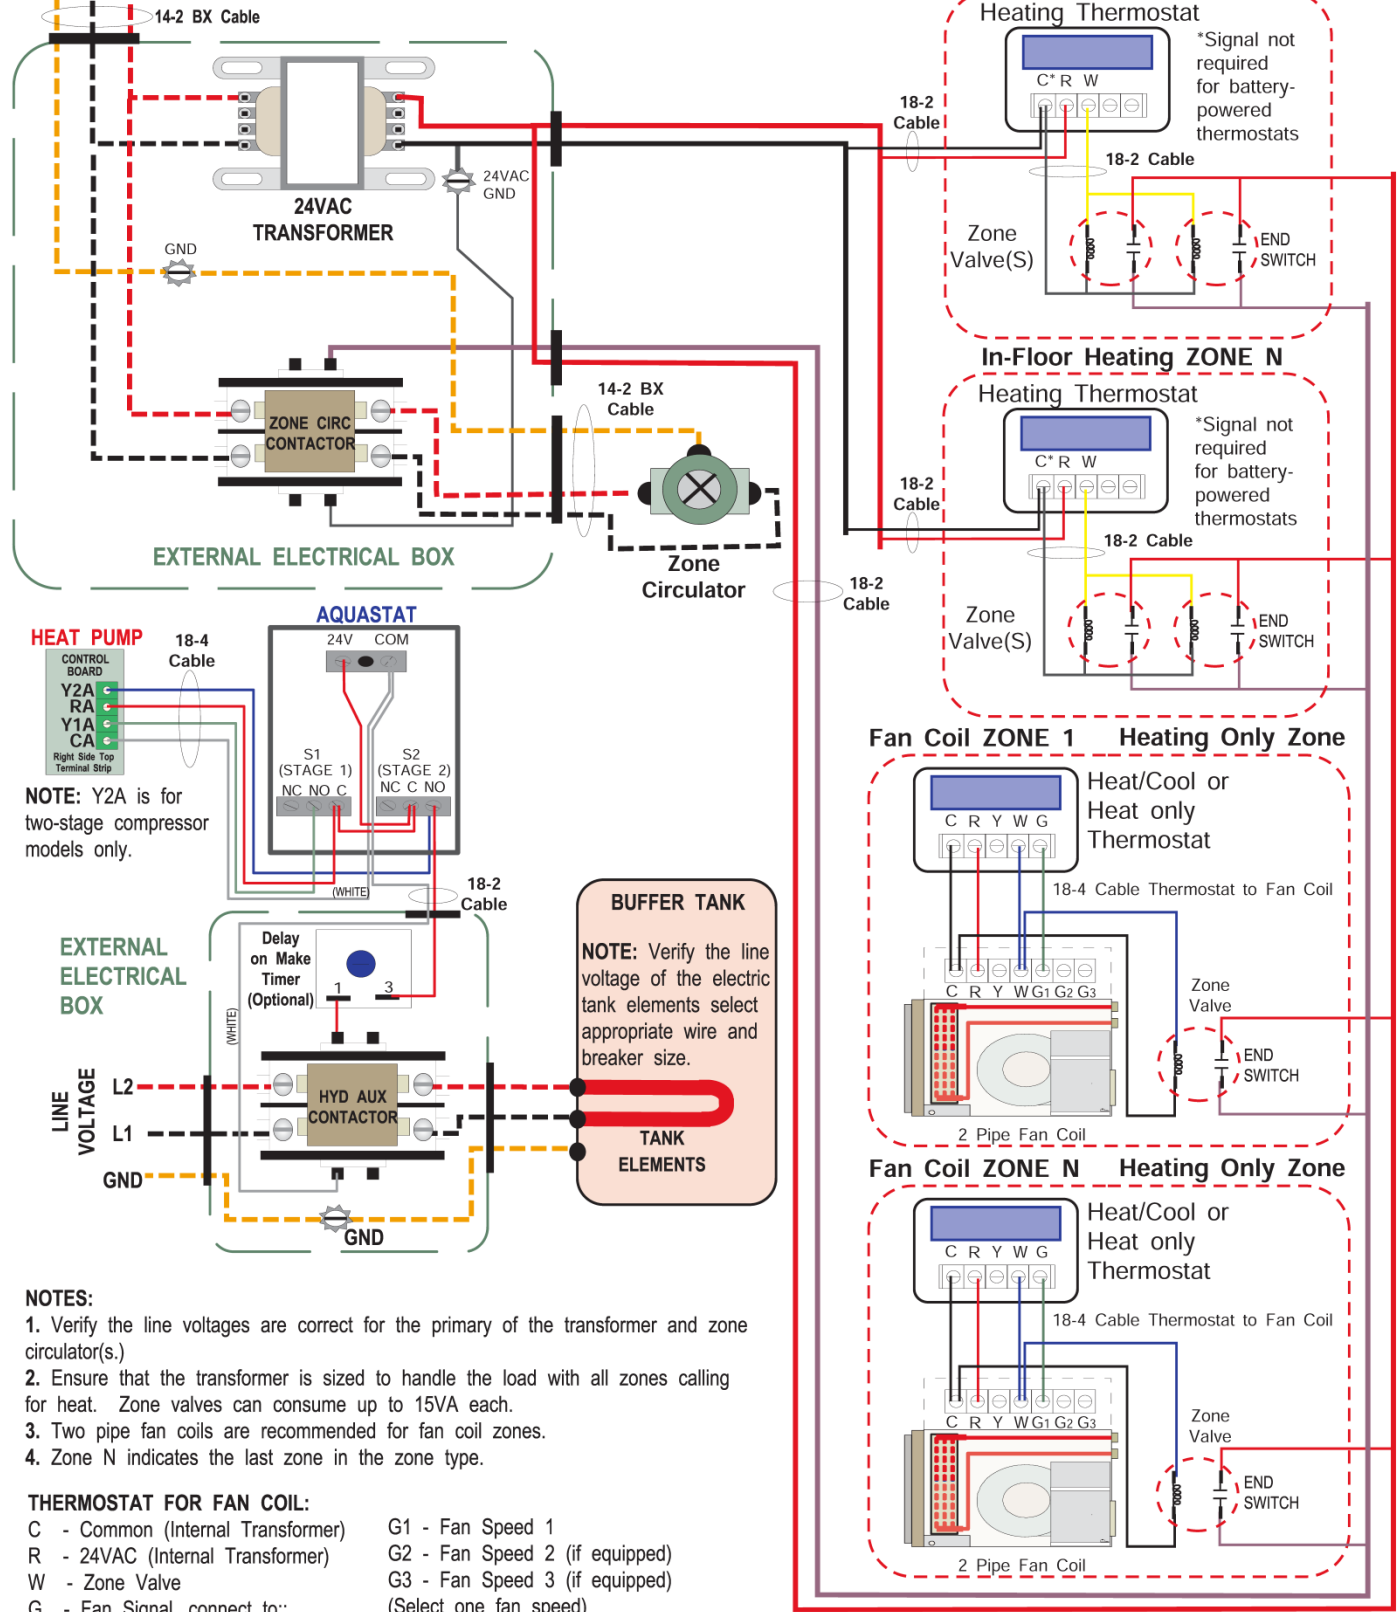 14-2 BX Cable
24VAC
TRANSFORMER
24VAC
GND
GND
ZONE CIRC
CONTACTOR
EXTERNAL ELECTRICAL BOX
14-2 BX
Cable
Zone
Circulator
18-2
Cable
18-2
Cable
18-2
Cable
Heating Thermostat
C* R W
*Signal not
required
for battery-
powered
thermostats
18-2 Cable
Zone
Valve(S)
END
SWITCH
In-Floor Heating ZONE N
Heating Thermostat
C* R W
*Signal not
required
for battery-
powered
thermostats
18-2 Cable
Zone
Valve(S)
END
SWITCH
HEAT PUMP
CONTROL
BOARD
Y2A
RA
Y1A
CA
Right Side Top
Terminal Strip
18-4
Cable
NOTE: Y2A is for
two-stage compressor
models only.
AQUASTAT
24V COM
S1
(STAGE 1)
NC NO C
S2
(STAGE 2)
NC C NO
(WHITE)
18-2
Cable
EXTERNAL
ELECTRICAL
BOX
Delay
on Make
Timer
(Optional)
1 3
(WHITE)
HYD AUX
CONTACTOR
LINE
VOLTAGE
L2
L1
GND
GND
BUFFER TANK
NOTE: Verify the line
voltage of the electric
tank elements select
appropriate wire and
breaker size.
TANK
ELEMENTS
Fan Coil ZONE 1 Heating Only Zone
C R Y W G
Heat/Cool or
Heat only
Thermostat
18-4 Cable Thermostat to Fan Coil
C R Y W G1 G2 G3
Zone
Valve
END
SWITCH
2 Pipe Fan Coil
Fan Coil ZONE N Heating Only Zone
C R Y W G
Heat/Cool or
Heat only
Thermostat
18-4 Cable Thermostat to Fan Coil
C R Y W G1 G2 G3
Zone
Valve
END
SWITCH
2 Pipe Fan Coil
NOTES:
1. Verify the line voltages are correct for the primary of the transformer and zone
circulator(s.)
2. Ensure that the transformer is sized to handle the load with all zones calling
for heat. Zone valves can consume up to 15VA each.
3. Two pipe fan coils are recommended for fan coil zones.
4. Zone N indicates the last zone in the zone type.
THERMOSTAT FOR FAN COIL:
C - Common (Internal Transformer)
R - 24VAC (Internal Transformer)
W - Zone Valve
G - Fan Signal, connect to::
G1 - Fan Speed 1
G2 - Fan Speed 2 (if equipped)
G3 - Fan Speed 3 (if equipped)
(Select one fan speed)